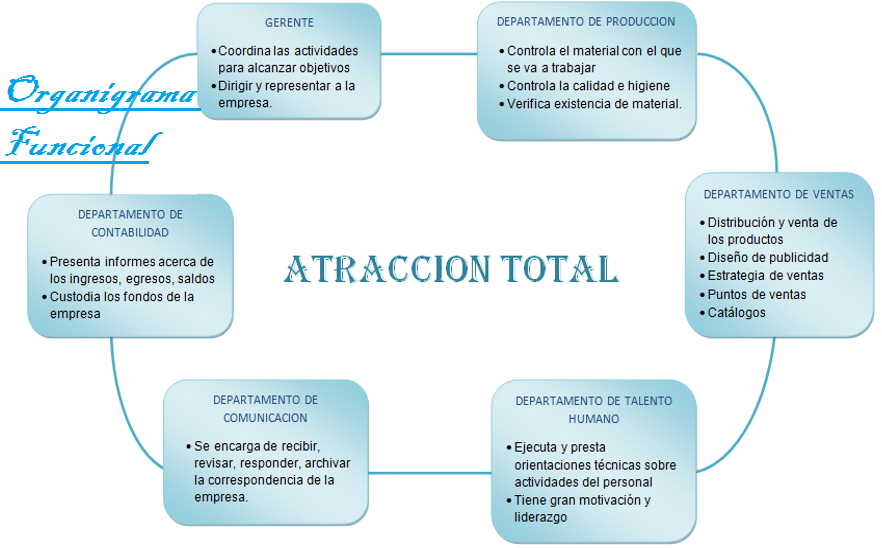 Organigrama
Funcional
GERENTE
• Coordina las actividades
para alcanzar objetivos
• Dirigir y representar a la
empresa.
DEPARTAMENTO DE PRODUCCION
• Controla el material con el que
se va a trabajar
• Controla la calidad e higiene
• Verifica existencia de material.
DEPARTAMENTO DE VENTAS
• Distribución y venta de
los productos
• Diseño de publicidad
• Estrategia de ventas
• Puntos de ventas
• Catálogos
DEPARTAMENTO DE TALENTO
HUMANO
• Ejecuta y presta
orientaciones técnicas sobre
actividades del personal
• Tiene gran motivación y
liderazgo
DEPARTAMENTO DE
COMUNICACION
• Se encarga de recibir,
revisar, responder, archivar
la correspondencia de la
empresa.
DEPARTAMENTO DE
CONTABILIDAD
• Presenta informes acerca de
los ingresos, egresos, saldos
• Custodia los fondos de la
empresa
ATRACCION TOTAL